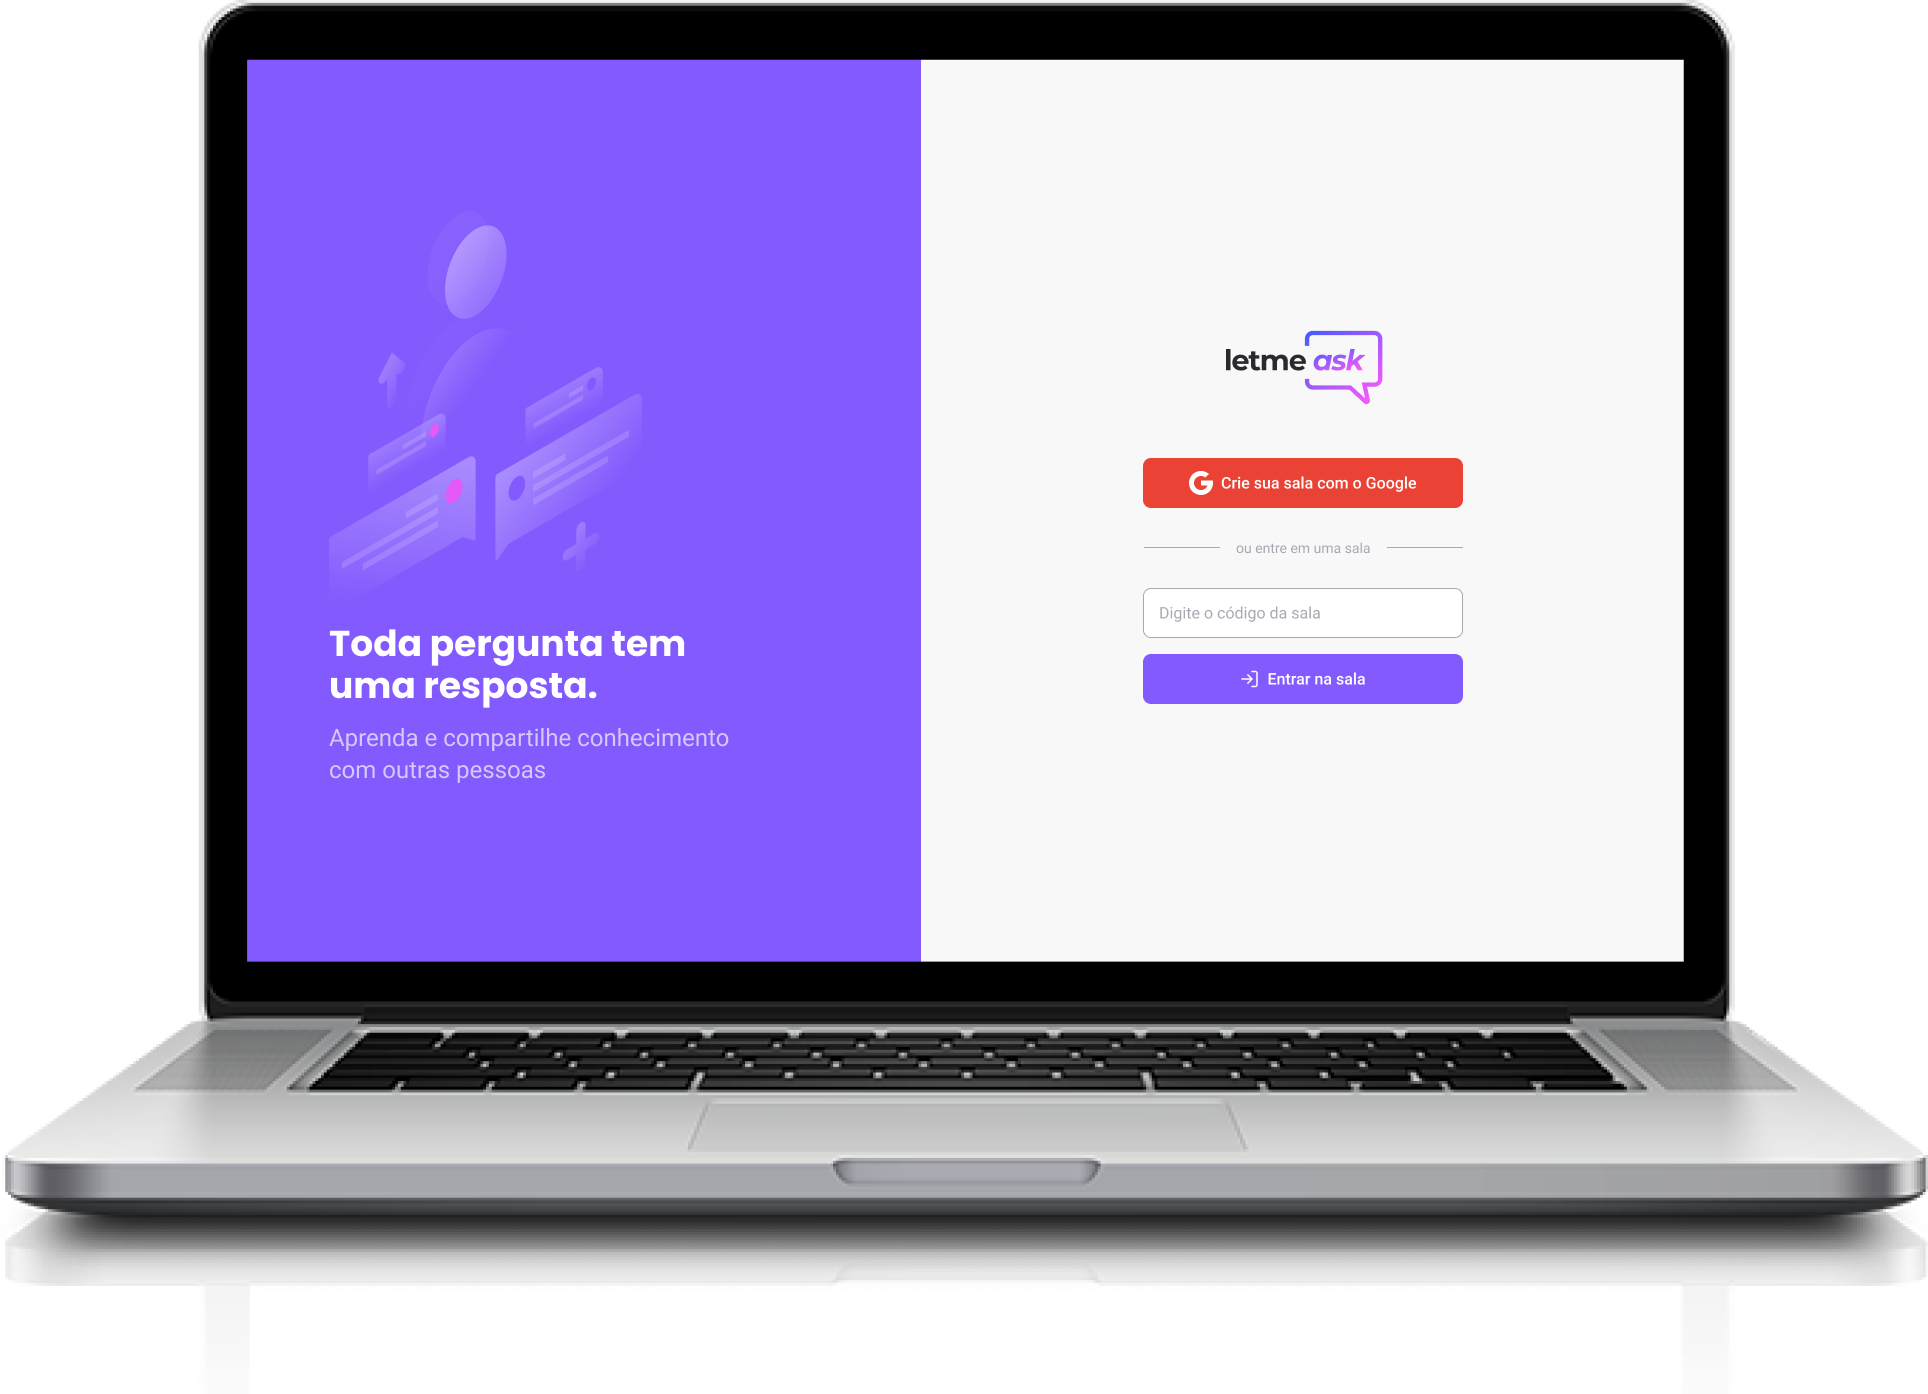 Toda pergunta tem
uma resposta.
Aprenda e compartilhe conhecimento
com outras pessoas
letme ask
Crie sua sala com o Google
ou entre em uma sala
Digite o código da sala
Entrar na sala